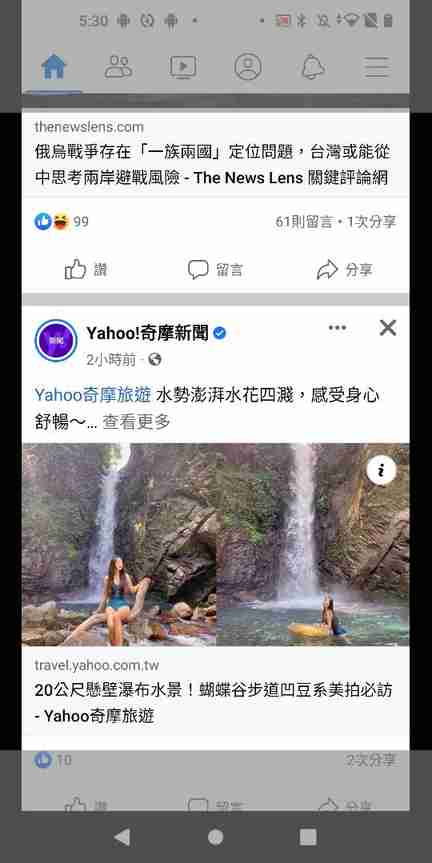 5:30
thenewslens.com
俄烏戰爭存在「一族兩國」定位問題，台灣或能從
中思考兩岸避戰風險 - The News Lens 關鍵評論網
99
61則留言・1次分享
讚
留言
分享
Yahoo!奇摩新聞
2小時前
Yahoo奇摩旅遊 水勢澎湃水花四濺，感受身心
舒暢～... 查看更多
travel.yahoo.com.tw
20公尺懸壁瀑布水景！蝴蝶谷步道凹豆系美拍必訪
- Yahoo奇摩旅遊
10
2次分享
讚
留言
分享